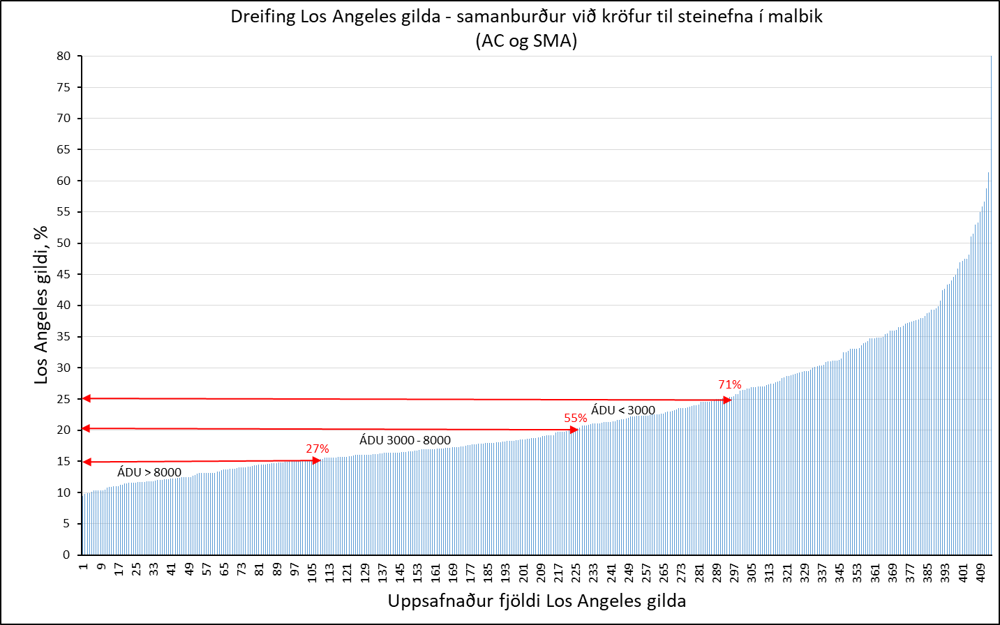 Dreifing Los Angeles gilda - samanburður við kröfur til steinefna í malbik
(AC og SMA)
Los Angeles gildi, %
80
75
70
65
60
55
50
45
40
35
30
25
20
15
10
5
0
71%
ÁDU < 3000
55%
ÁDU 3000 - 8000
27%
ÁDU > 8000
1 9 17 25 33 41 49 57 65 73 81 89 97 105 113 121 129 137 145 153 161 169 177 185 193 201 209 217 225 233 241 249 257 265 273 281 289 297 305 313 321 329 337 345 353 361 369 377 385 393 401 409
Uppsafnaður fjöldi Los Angeles gilda